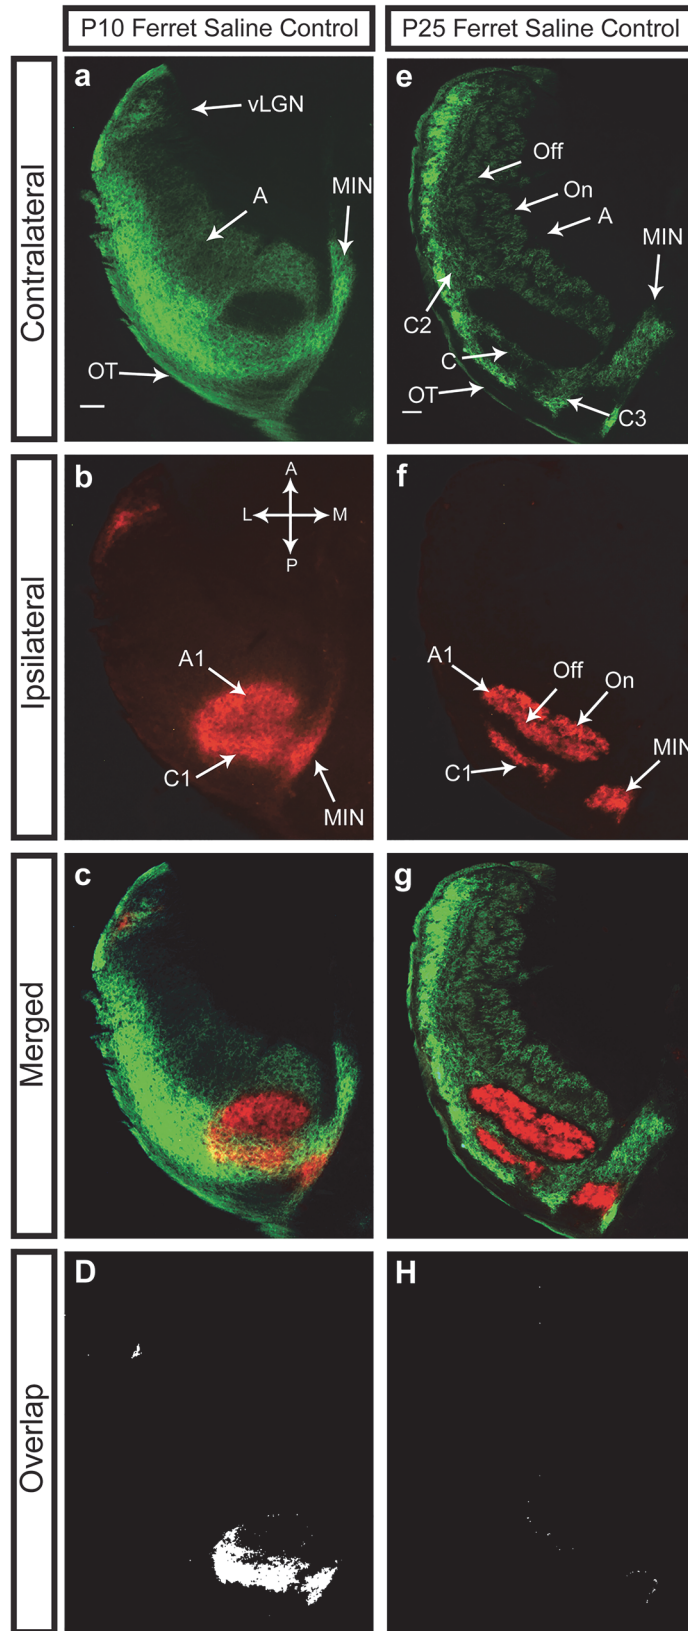 P10 Ferret Saline Control
P25 Ferret Saline Control
Contralateral
a
vLGN
A
MIN
OT
e
Off
On
A
MIN
C2
C
OT
C3
Ipsilateral
b
A
L
M
P
A1
C1
MIN
f
A1
Off
On
C1
MIN
Merged
c
g
Overlap
D
H